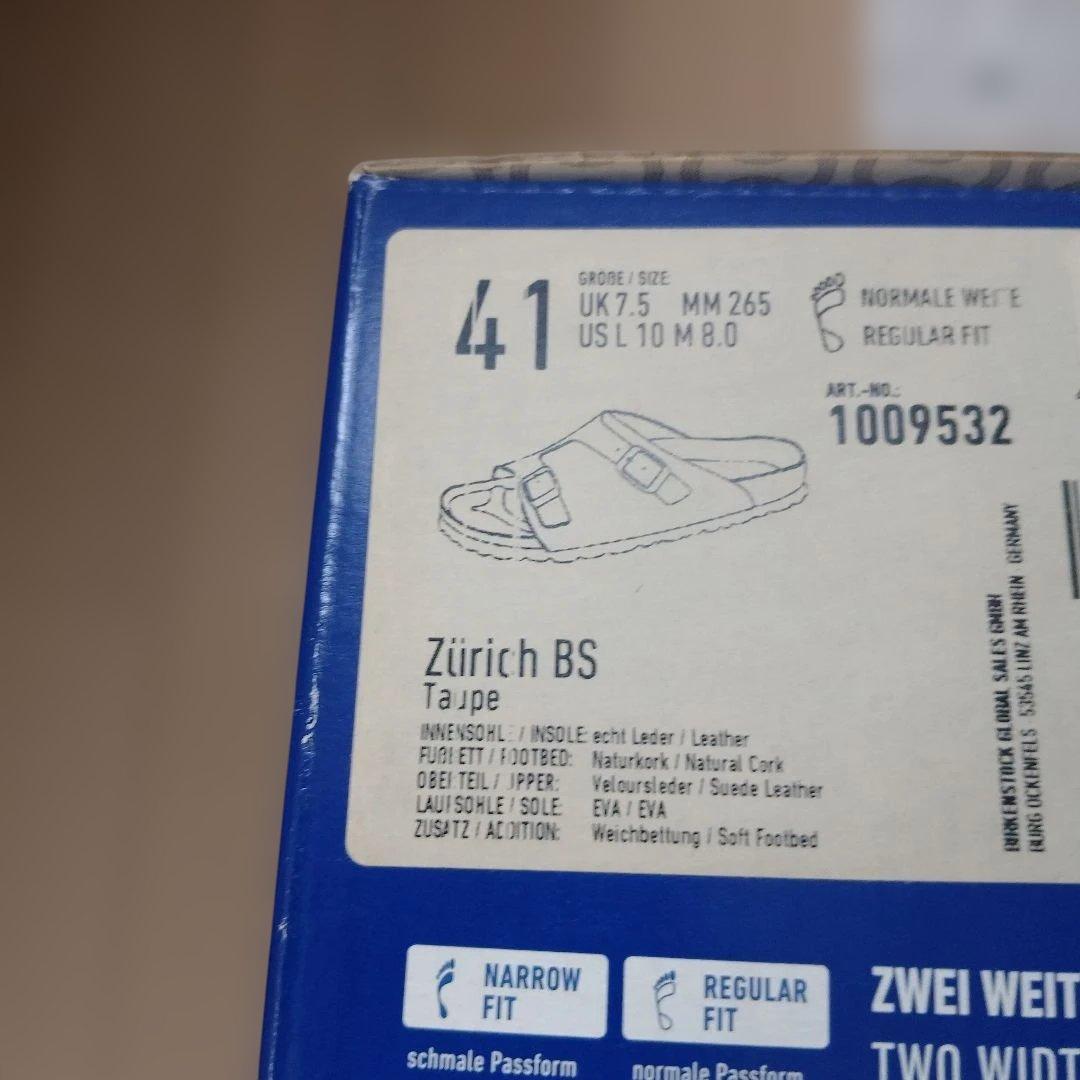 41
GRÖßE / SIZE
UK 7.5 MM 265
US L 10 M 8.0
NORMALE WEITE
REGULAR FIT
ART.-NO.:
1009532
Zürich BS
Taupe
INNENSOHLE / INSOLE: echt Leder / Leather
FUßBETT / FOOTBED: Naturkork / Natural Cork
OBERTEIL / UPPER: Veloursleder / Suede Leather
LAUFSOHLE / SOLE: EVA / EVA
ZUSATZ / ADDITION: Weichbettung / Soft Footbed
BIRKENSTOCK GLOBAL SALES GMBH
BURG OCKENFELS 53545 LINZ AM RHEIN GERMANY
NARROW
FIT
schmale Passform
REGULAR
FIT
normale Passform
ZWEI WEIT
TWO WIDT